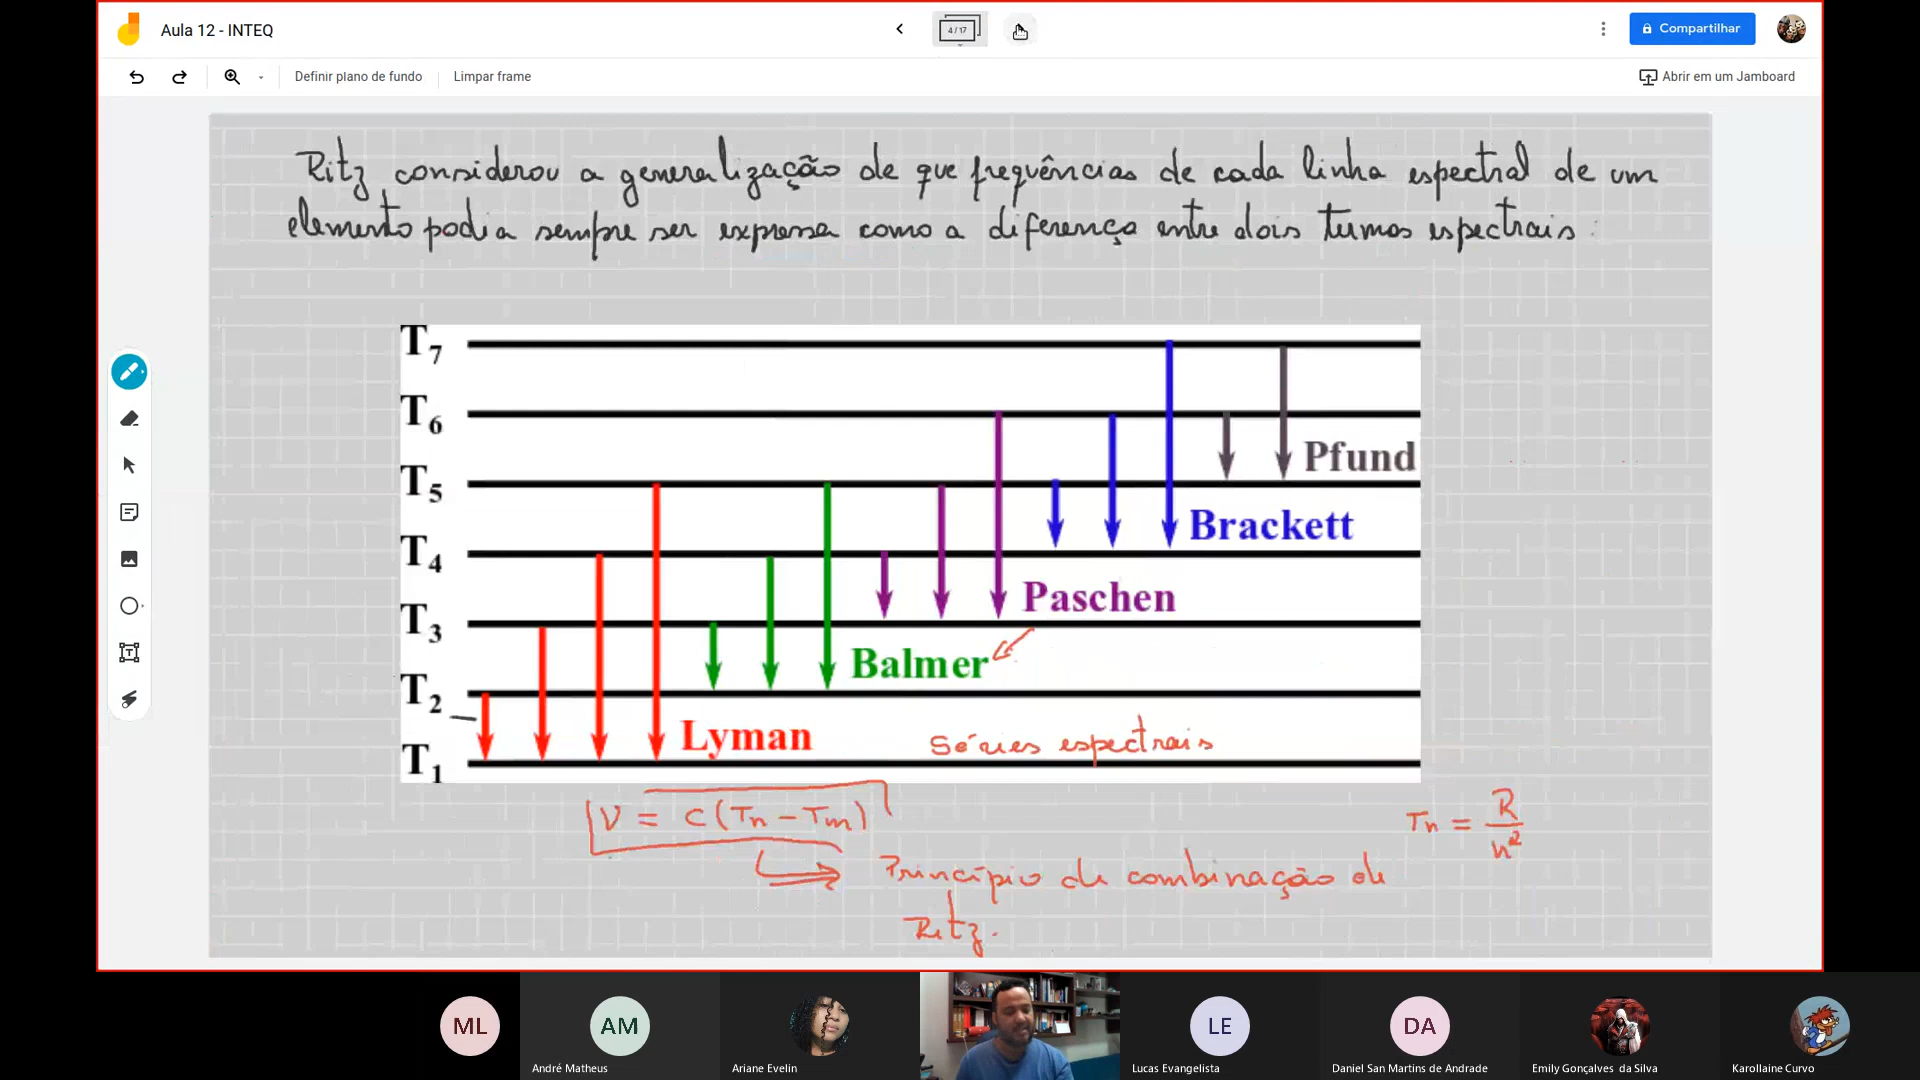 Aula 12 - INTEQ
4 / 17
Compartilhar
Definir plano de fundo
Limpar frame
Abrir em um Jamboard
Ritz considerou a generalização de que frequências de cada linha espectral de um
elemento podia sempre ser expressa como a diferença entre dois termos espectrais:
T7
T6
Pfund
T5
Brackett
T4
Paschen
T3
Balmer
T2
Lyman
Séries espectrais
T1
ν = c(Tn - Tm)
Tn = R/n²
Princípio de combinação de
Ritz.
ML
AM
LE
DA
André Matheus
Ariane Evelin
Lucas Evangelista
Daniel San Martins de Andrade
Emily Gonçalves da Silva
Karollaine Curvo